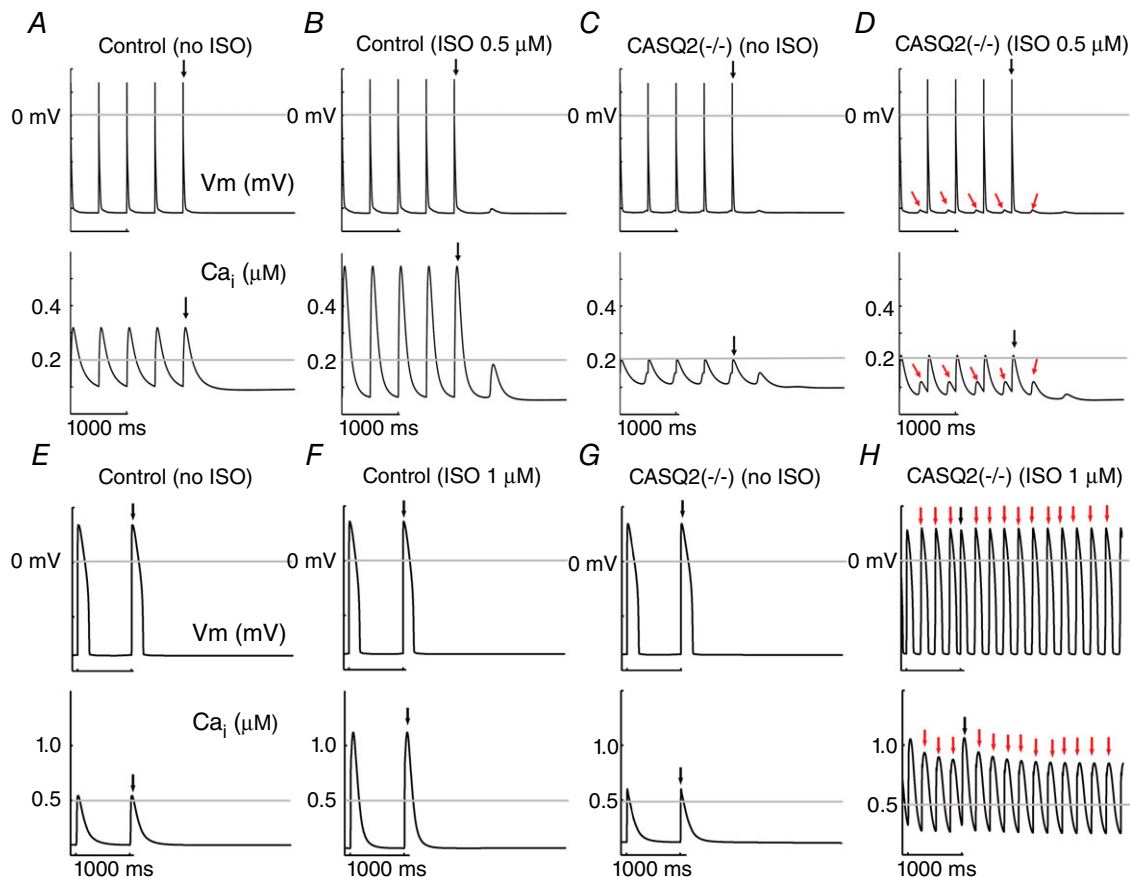 A
Control (no ISO)
0 mV
Vm (mV)
Cai (μM)
0.4
0.2
1000 ms
B
Control (ISO 0.5 μM)
0 mV
0.4
0.2
1000 ms
C
CASQ2(-/-) (no ISO)
0 mV
0.4
0.2
1000 ms
D
CASQ2(-/-) (ISO 0.5 μM)
0 mV
0.4
0.2
1000 ms
E
Control (no ISO)
0 mV
Vm (mV)
Cai (μM)
1.0
0.5
1000 ms
F
Control (ISO 1 μM)
0 mV
1.0
0.5
1000 ms
G
CASQ2(-/-) (no ISO)
0 mV
1.0
0.5
1000 ms
H
CASQ2(-/-) (ISO 1 μM)
0 mV
1.0
0.5
1000 ms